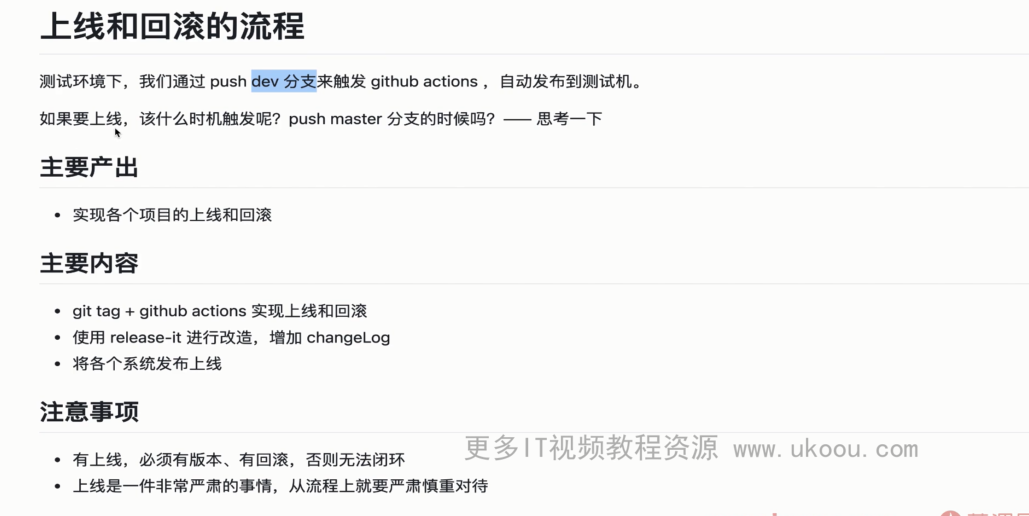 上线和回滚的流程
测试环境下，我们通过 push dev 分支来触发 github actions ，自动发布到测试机。
如果要上线，该什么时机触发呢？push master 分支的时候吗？—— 思考一下
主要产出
• 实现各个项目的上线和回滚
主要内容
• git tag + github actions 实现上线和回滚
• 使用 release-it 进行改造，增加 changeLog
• 将各个系统发布上线
注意事项
更多IT视频教程资源 www.ukoou.com
• 有上线，必须有版本、有回滚，否则无法闭环
• 上线是一件非常严肃的事情，从流程上就要严肃慎重对待